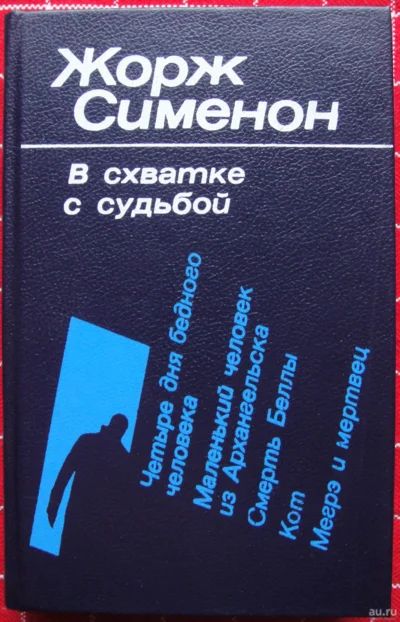 Жорж
Сименон
В схватке
с судьбой
Четыре дня бедного
человека
Маленький человек
из Архангельска
Смерть Беллы
Кот
Мегрэ и мертвец
au.ru